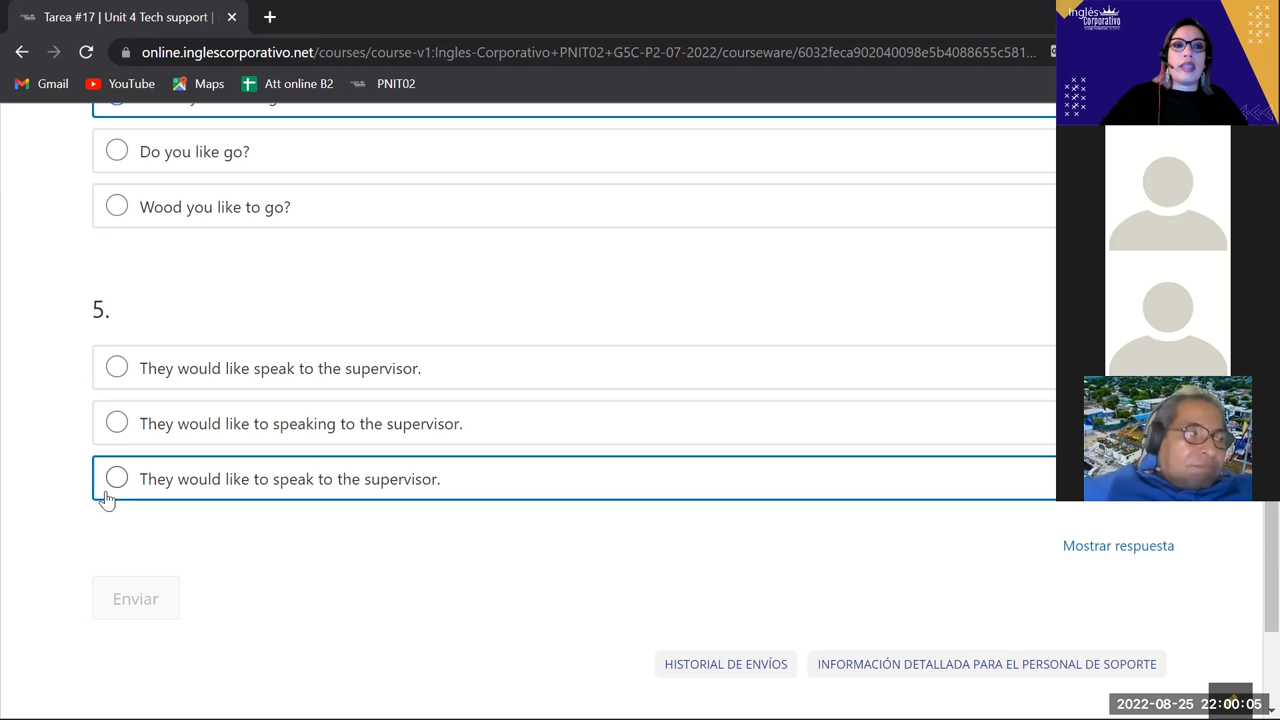 Tarea #17 | Unit 4 Tech support |
online.inglescorporativo.net/courses/course-v1:Ingles-Corporativo+PNIT02+G5C-P2-07-2022+courseware/
Gmail
YouTube
Maps
Att online B2
PNIT02
Inglés
Corporativo
Do you like go?
Wood you like to go?
5.
They would like speak to the supervisor.
They would like to speaking to the supervisor.
They would like to speak to the supervisor.
Mostrar respuesta
Enviar
HISTORIAL DE ENVÍOS
INFORMACIÓN DETALLADA PARA EL PERSONAL DE SOPORTE
2022-08-25 22:00:05